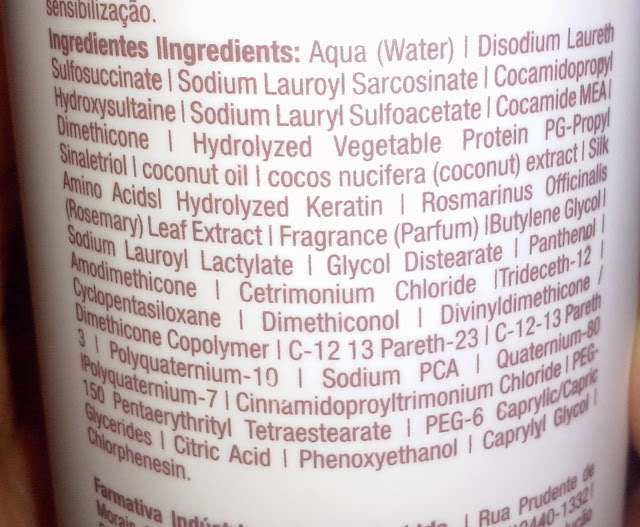 sensibilização.
Ingredientes lIngredients: Aqua (Water) | Disodium Laureth
Sulfosuccinate | Sodium Lauroyl Sarcosinate | Cocamidopropyl
Hydroxysultaine | Sodium Lauryl Sulfoacetate | Cocamide MEA |
Dimethicone | Hydrolyzed Vegetable Protein PG-Propyl
Sinaletriol | coconut oil | cocos nucifera (coconut) extract | Silk
Amino Acidsl Hydrolyzed Keratin | Rosmarinus Officinalis
(Rosemary) Leaf Extract | Fragrance (Parfum) |Butylene Glycol |
Sodium Lauroyl Lactylate | Glycol Distearate | Panthenol |
Amodimethicone | Cetrimonium Chloride |Trideceth-12 |
Cyclopentasiloxane | Dimethiconol | Divinyldimethicone /
Dimethicone Copolymer | C-12 13 Pareth-23 | C-12-13 Pareth
3 | Polyquaternium-10 | Sodium PCA | Quaternium-80
|Polyquaternium-7 | Cinnamidoproyltrimonium Chloride | PEG-
150 Pentaerythrityl Tetraestearate | PEG-6 Caprylic/Capric
Glycerides | Citric Acid | Phenoxyethanol | Caprylyl Glycol |
Chlorphenesin.
Farmativa | Rua Prudente de
Morais